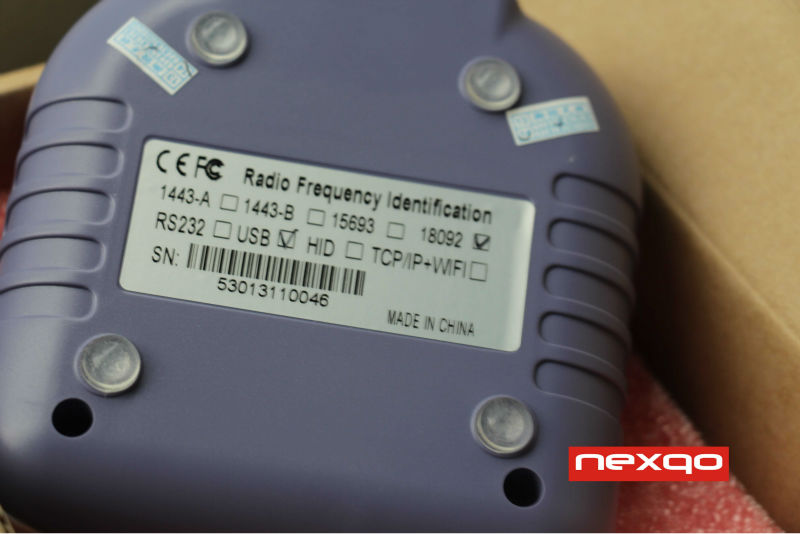 CE FC Radio Frequency Identification
1443-A □ 1443-B □ 15693 □ 18092 ☑
RS232 □ USB ☑ HID □ TCP/IP+WIFI □
SN:
53013110046
MADE IN CHINA
nexqo